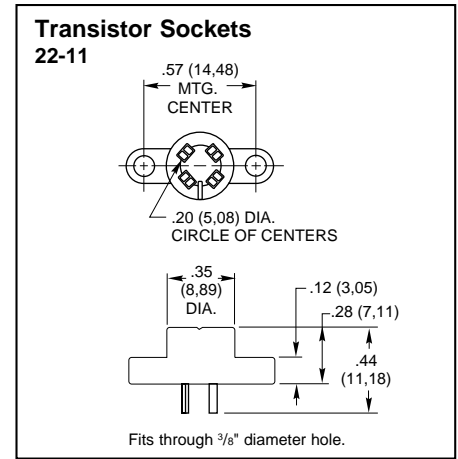 Transistor Sockets
22-11
.57 (14,48)
MTG.
CENTER
.20 (5,08) DIA.
CIRCLE OF CENTERS
.35
(8,89)
DIA.
.12 (3,05)
.28 (7,11)
.44
(11,18)
Fits through 3/8" diameter hole.